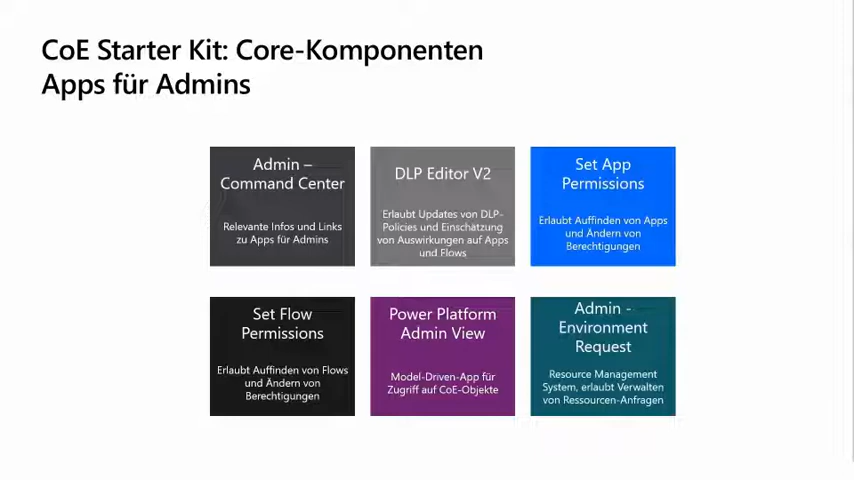 CoE Starter Kit: Core-Komponenten
Apps für Admins
Admin –
Command Center
Relevante Infos und Links
zu Apps für Admins
DLP Editor V2
Erlaubt Updates von DLP-
Policies und Einschätzung
von Auswirkungen auf Apps
und Flows
Set App
Permissions
Erlaubt Auffinden von Apps
und Ändern von
Berechtigungen
Set Flow
Permissions
Erlaubt Auffinden von Flows
und Ändern von
Berechtigungen
Power Platform
Admin View
Model-Driven-App für
Zugriff auf CoE-Objekte
Admin -
Environment
Request
Resource Management
System, erlaubt Verwalten
von Ressourcen-Anfragen